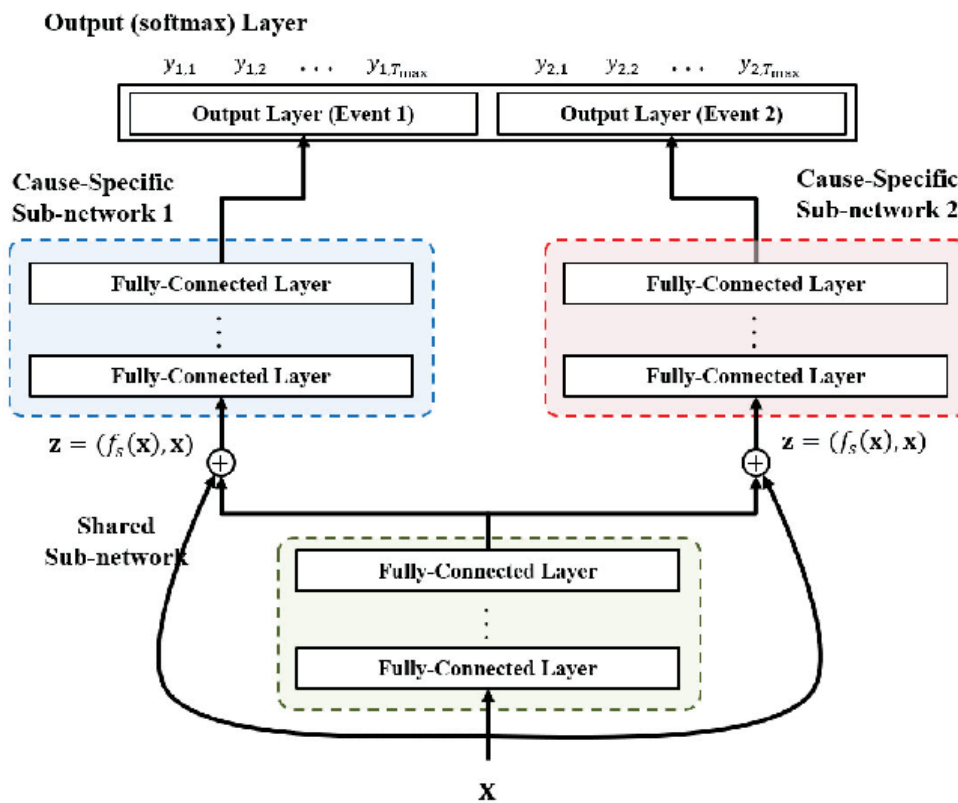 Output (softmax) Layer
y1,1 y1,2 ··· y1,Tmax y2,1 y2,2 ··· y2,Tmax
Output Layer (Event 1) Output Layer (Event 2)
Cause-Specific
Sub-network 1
Cause-Specific
Sub-network 2
Fully-Connected Layer
Fully-Connected Layer
Fully-Connected Layer
Fully-Connected Layer
z = (fs(x), x)
z = (fs(x), x)
Shared
Sub-network
Fully-Connected Layer
Fully-Connected Layer
x